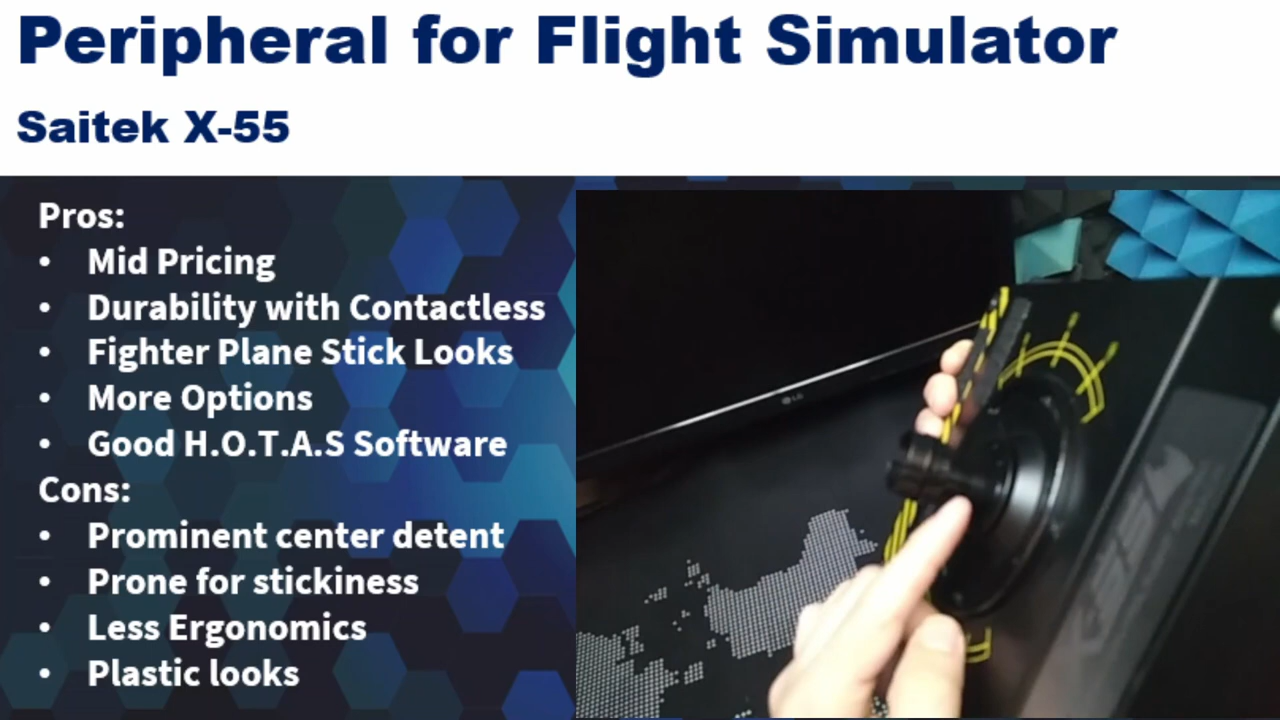 Peripheral for Flight Simulator
Saitek X-55
Pros:
• Mid Pricing
• Durability with Contactless
• Fighter Plane Stick Looks
• More Options
• Good H.O.T.A.S Software
Cons:
• Prominent center detent
• Prone for stickiness
• Less Ergonomics
• Plastic looks
LG